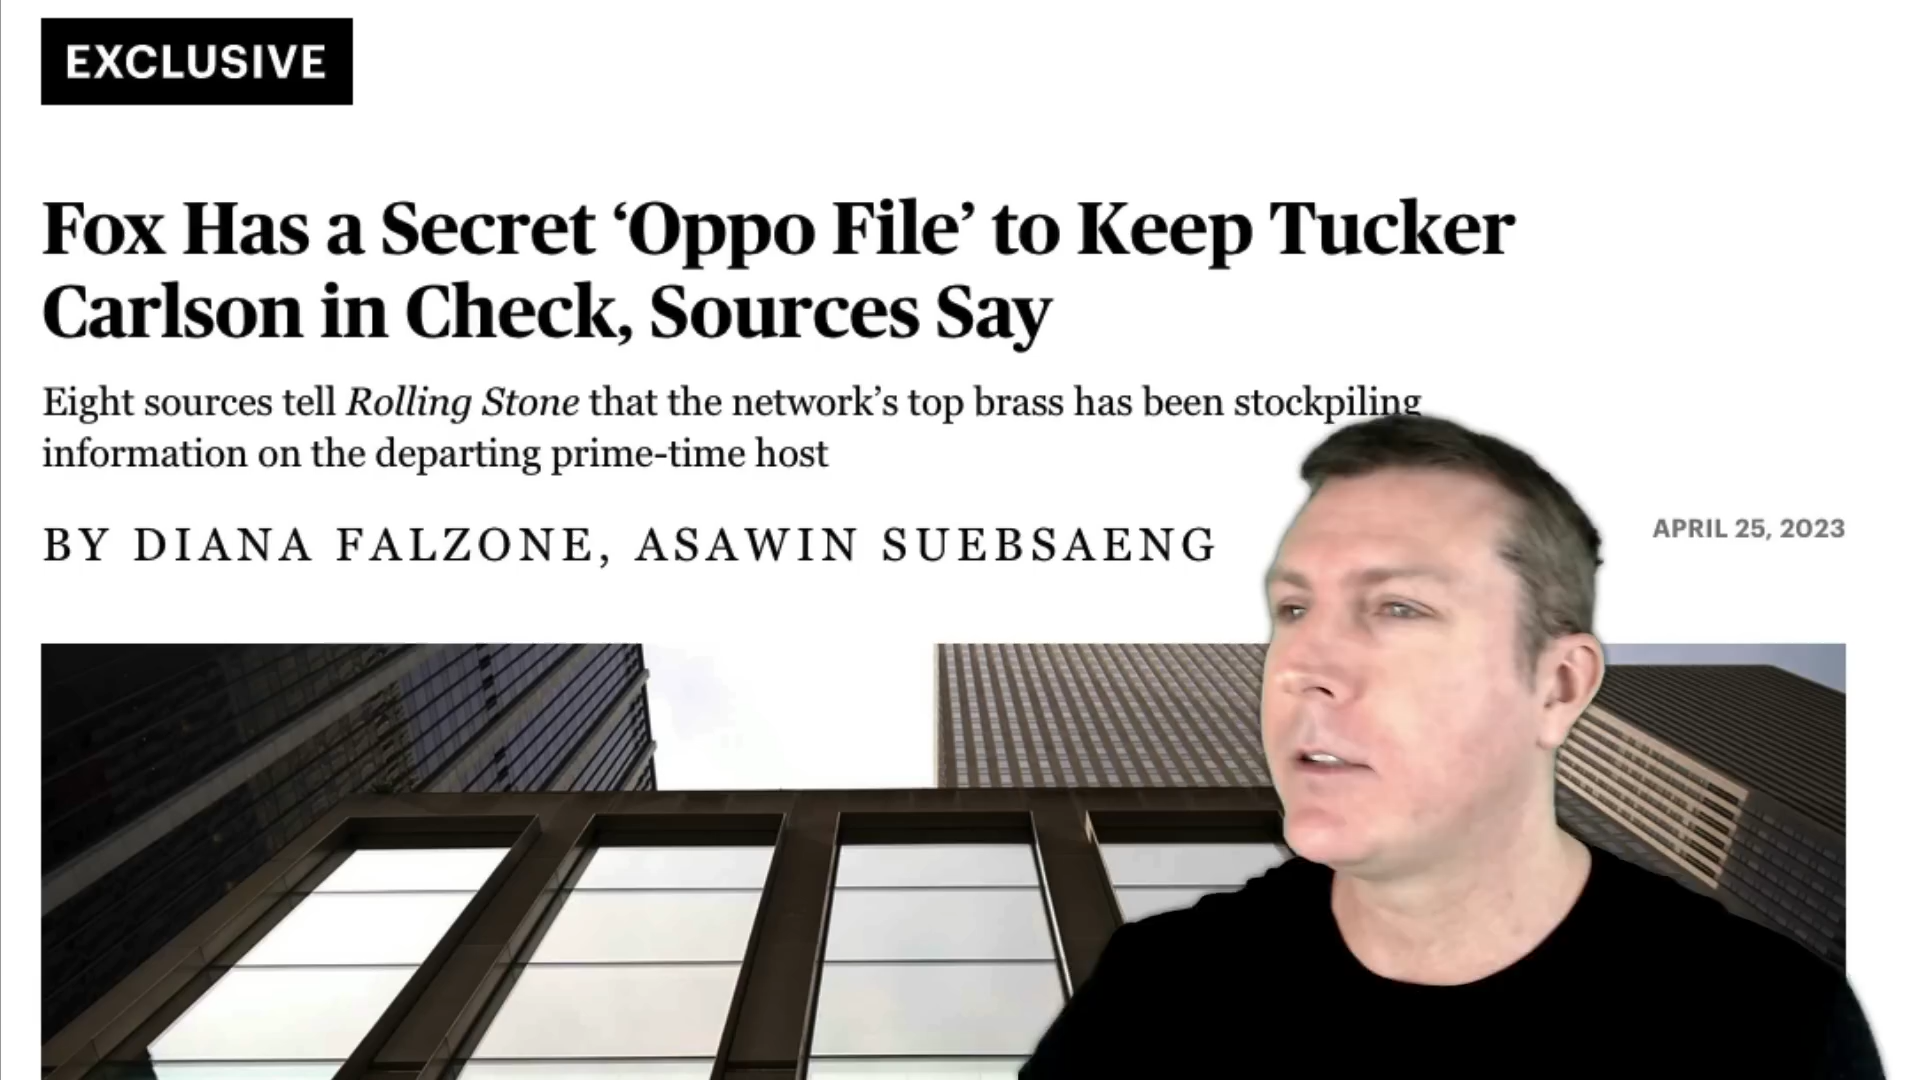 EXCLUSIVE
Fox Has a Secret ‘Oppo File’ to Keep Tucker
Carlson in Check, Sources Say
Eight sources tell Rolling Stone that the network’s top brass has been stockpiling
information on the departing prime-time host
BY DIANA FALZONE, ASAWIN SUEBSAENG
APRIL 25, 2023